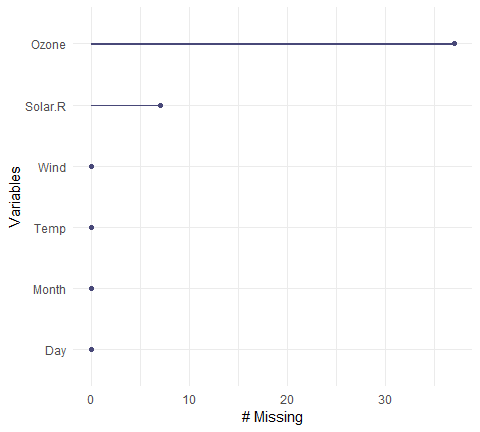 Ozone
Solar.R
Wind
Temp
Month
Day
Variables
0 10 20 30
# Missing